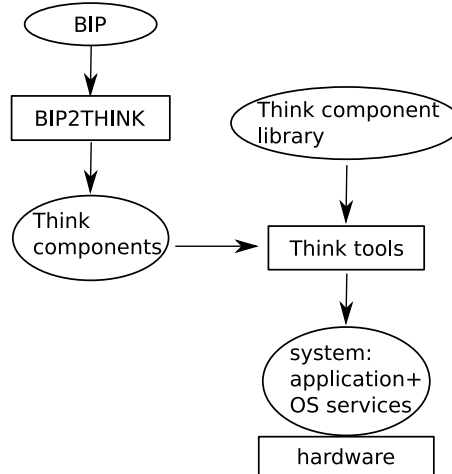 BIP
BIP2THINK
Think component
library
Think
components
Think tools
system:
application+
OS services
hardware